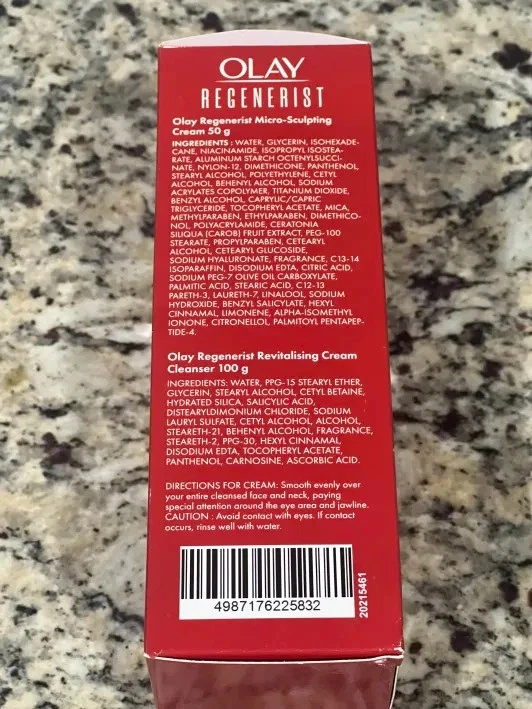 OLAY
REGENERIST
Olay Regenerist Micro-Sculpting
Cream 50 g
INGREDIENTS : WATER, GLYCERIN, ISOHEXADE-
CANE, NIACINAMIDE, ISOPROPYL ISOSTEA-
RATE, ALUMINUM STARCH OCTENYLSUCCI-
NATE, NYLON-12, DIMETHICONE, PANTHENOL,
STEARYL ALCOHOL, POLYETHYLENE, CETYL
ALCOHOL, BEHENYL ALCOHOL, SODIUM
ACRYLATES COPOLYMER, TITANIUM DIOXIDE,
BENZYL ALCOHOL, CAPRYLIC/CAPRIC
TRIGLYCERIDE, TOCOPHERYL ACETATE, MICA,
METHYLPARABEN, ETHYLPARABEN, DIMETHICO-
NOL, POLYACRYLAMIDE, CERATONIA
SILIQUA (CAROB) FRUIT EXTRACT, PEG-100
STEARATE, PROPYLPARABEN, CETEARYL
ALCOHOL, CETEARYL GLUCOSIDE,
SODIUM HYALURONATE, FRAGRANCE, C13-14
ISOPARAFFIN, DISODIUM EDTA, CITRIC ACID,
SODIUM PEG-7 OLIVE OIL CARBOXYLATE,
PALMITIC ACID, STEARIC ACID, C12-13
PARETH-3, LAURETH-7, LINALOOL, SODIUM
HYDROXIDE, BENZYL SALICYLATE, HEXYL
CINNAMAL, LIMONENE, ALPHA-ISOMETHYL
IONONE, CITRONELLOL, PALMITOYL PENTAPEP-
TIDE-4.
Olay Regenerist Revitalising Cream
Cleanser 100 g
INGREDIENTS: WATER, PPG-15 STEARYL ETHER,
GLYCERIN, STEARYL ALCOHOL, CETYL BETAINE,
HYDRATED SILICA, SALICYLIC ACID,
DISTEARYLDIMONIUM CHLORIDE, SODIUM
LAURYL SULFATE, CETYL ALCOHOL, ALCOHOL,
STEARETH-21, BEHENYL ALCOHOL, FRAGRANCE,
STEARETH-2, PPG-30, HEXYL CINNAMAL,
DISODIUM EDTA, TOCOPHERYL ACETATE,
PANTHENOL, CARNOSINE, ASCORBIC ACID.
DIRECTIONS FOR CREAM: Smooth evenly over
your entire cleansed face and neck, paying
special attention around the eye area and jawline.
CAUTION : Avoid contact with eyes. If contact
occurs, rinse well with water.
4987176225832
20215461